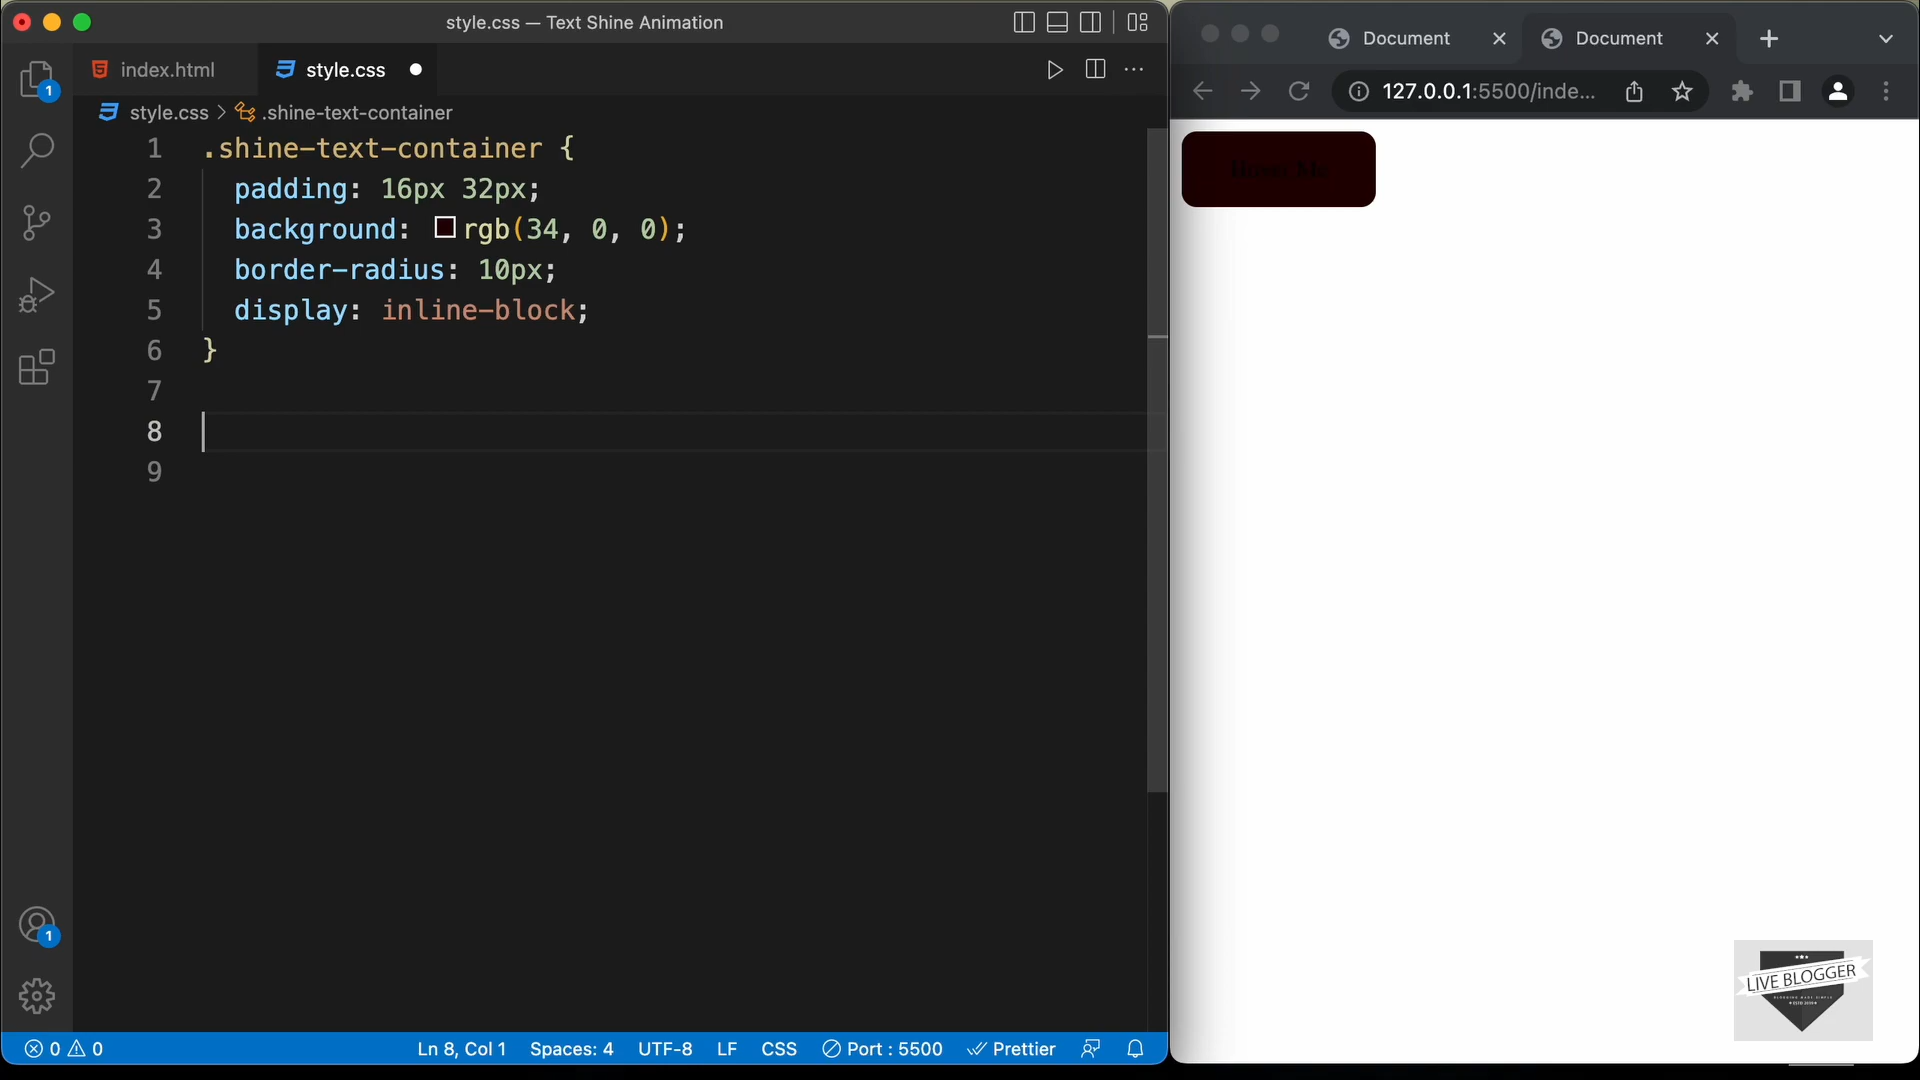 style.css — Text Shine Animation
index.html
style.css
style.css > .shine-text-container
1 .shine-text-container {
2 padding: 16px 32px;
3 background: rgb(34, 0, 0);
4 border-radius: 10px;
5 display: inline-block;
6 }
7
8
9
1
1
0 0
Ln 8, Col 1
Spaces: 4
UTF-8
LF
CSS
Port : 5500
Prettier
Document
Document
127.0.0.1:5500/inde...
Hover Me
LIVE BLOGGER